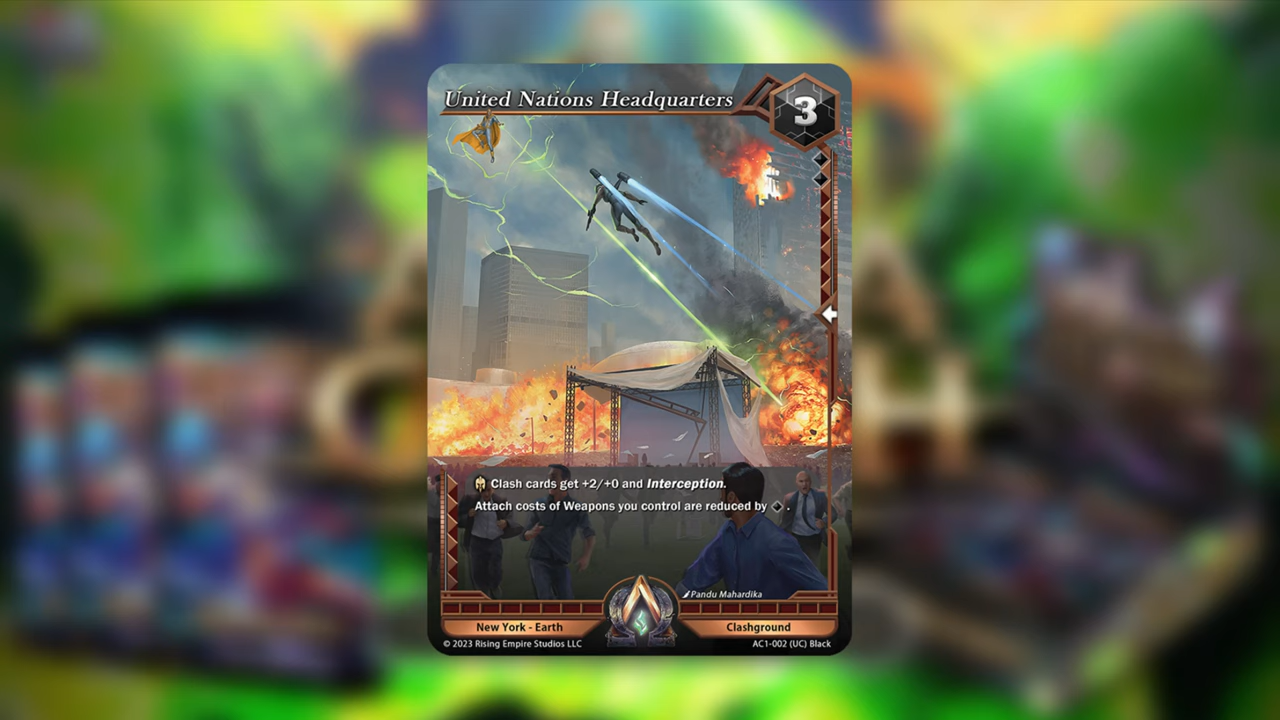 United Nations Headquarters
3
Clash cards get +2/+0 and Interception.
Attach costs of Weapons you control are reduced by .
Pandu Mahardika
New York - Earth
Clashground
© 2023 Rising Empire Studios LLC
AC1-002 (UC) Black